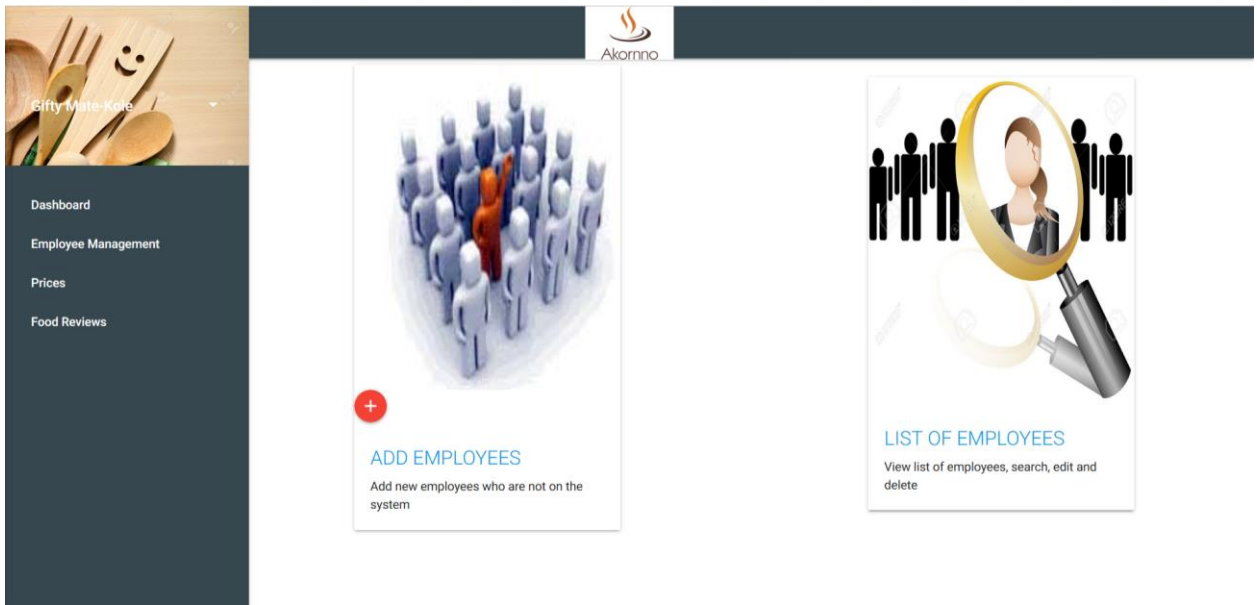 Akornno
Gifty Mate-Kole
Dashboard
Employee Management
Prices
Food Reviews
+
ADD EMPLOYEES
Add new employees who are not on the
system
LIST OF EMPLOYEES
View list of employees, search, edit and
delete